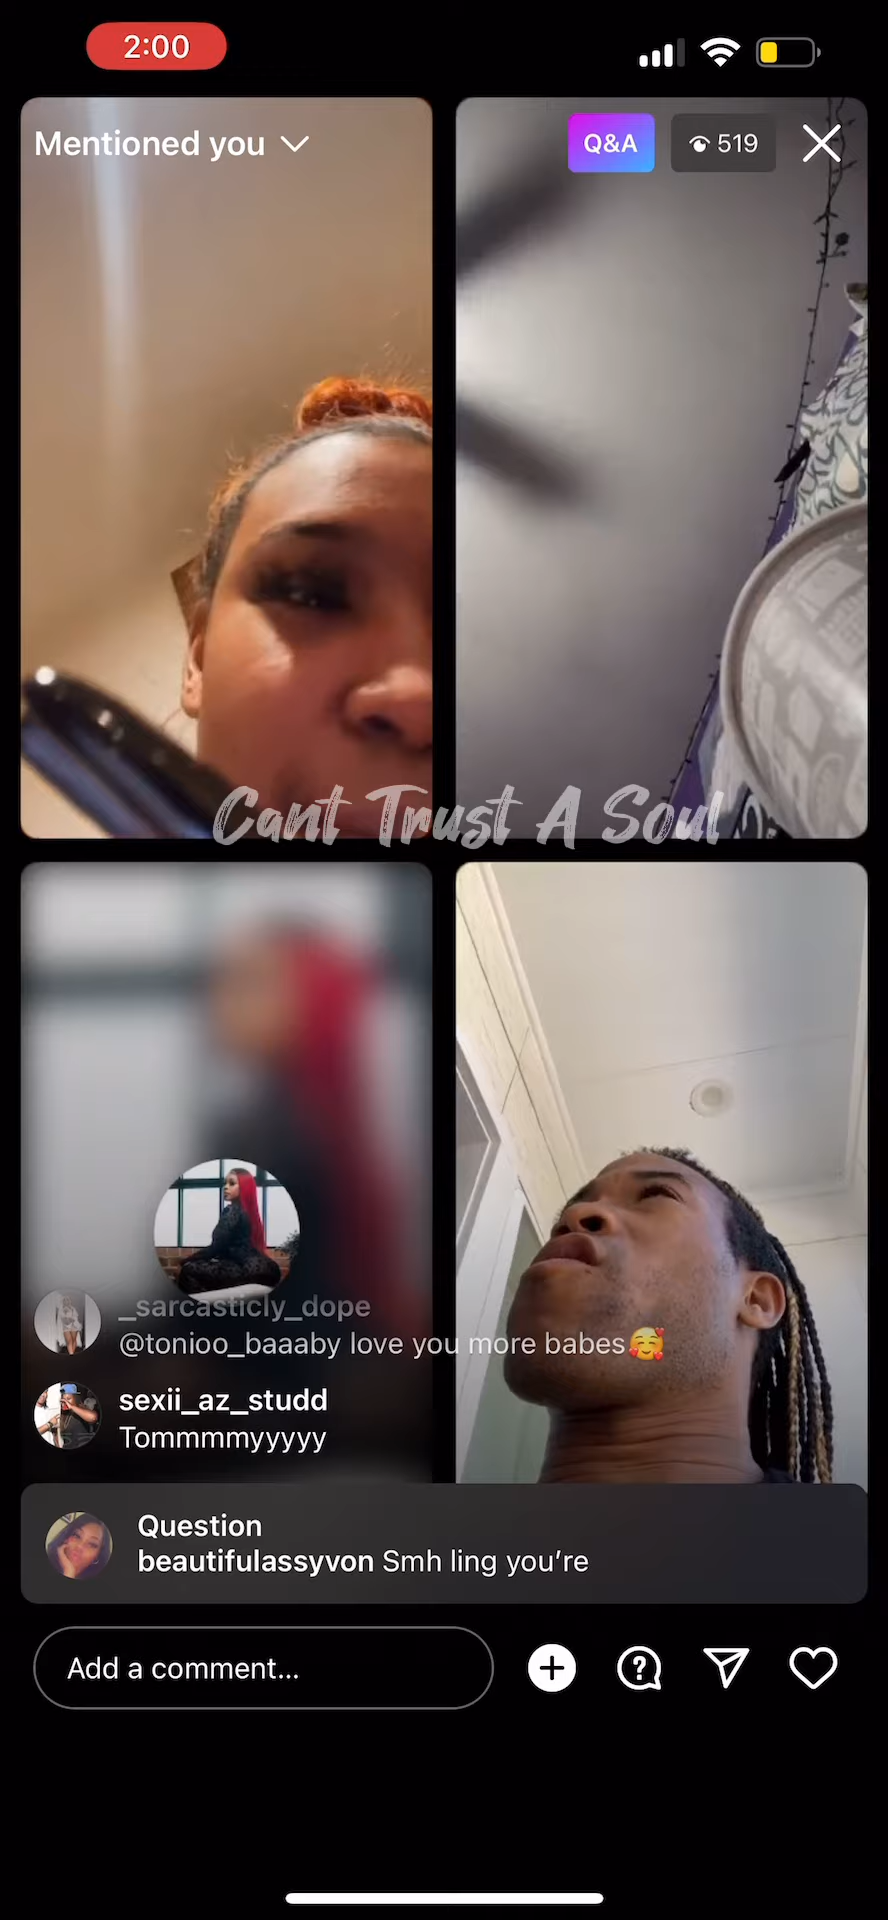 2:00
Mentioned you
Q&A
519
Cant Trust A Soul
_sarcasticly_dope
@tonioo_baaaby love you more babes🥰
sexii_az_studd
Tommmmyyyyy
Question
beautifulassyvon Smh ling you’re
Add a comment...